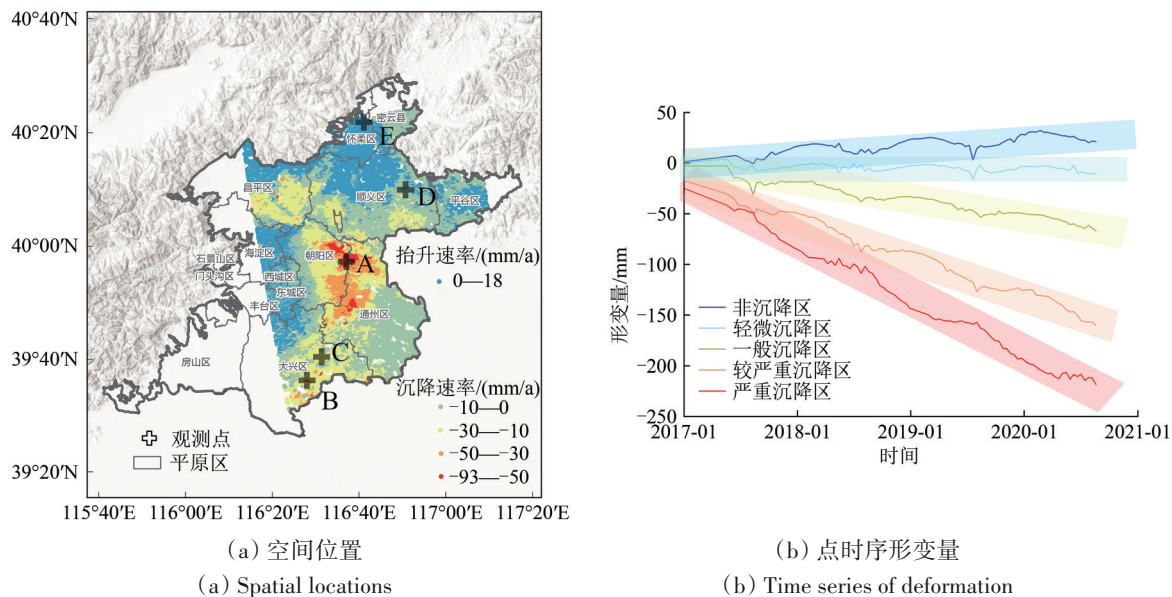 40°40′N
40°20′N
40°00′N
39°40′N
39°20′N
115°40′E
116°00′E
116°20′E
116°40′E
117°00′E
117°20′E
密云县
怀柔区
E
昌平区
顺义区
D
平谷区
海淀区
朝阳区
A
石景山区
门头沟区
西城区
东城区
丰台区
通州区
C
房山区
大兴区
B
抬升速率/(mm/a)
0—18
沉降速率/(mm/a)
−10—0
−30—−10
−50—−30
−93—−50
观测点
平原区
(a) 空间位置
(a) Spatial locations
50
0
−50
−100
−150
−200
−250
形变量/mm
非沉降区
轻微沉降区
一般沉降区
较严重沉降区
严重沉降区
2017-01
2018-01
2019-01
2020-01
2021-01
时间
(b) 点时序形变量
(b) Time series of deformation